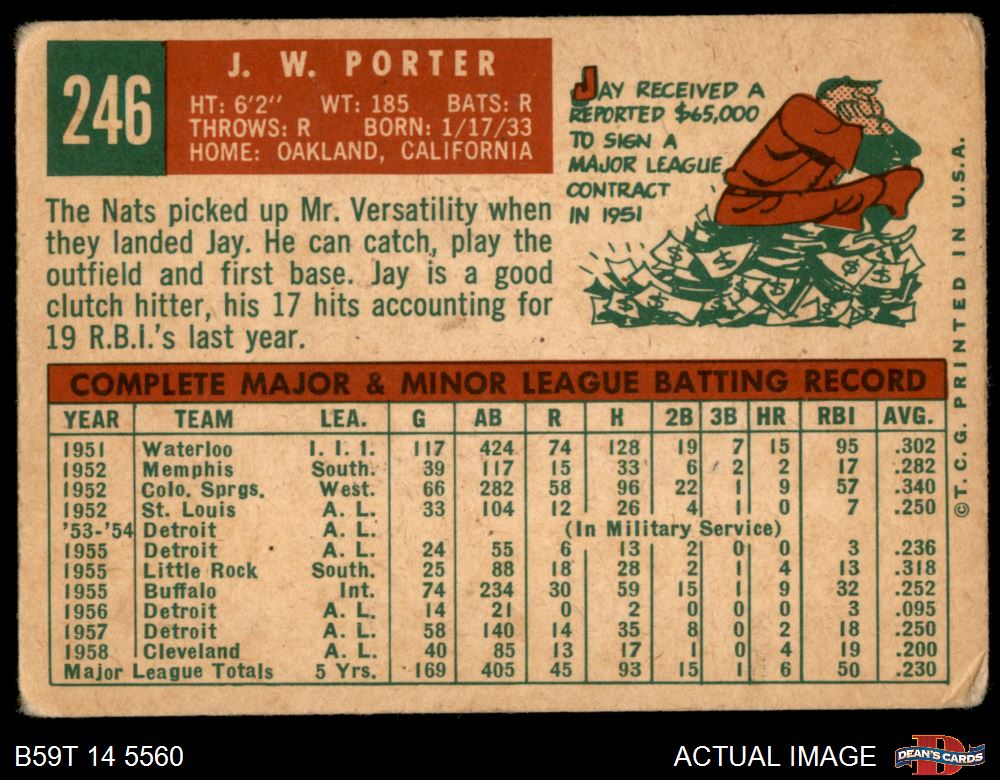 246
J. W. PORTER
HT: 6'2" WT: 185 BATS: R
THROWS: R BORN: 1/17/33
HOME: OAKLAND, CALIFORNIA
The Nats picked up Mr. Versatility when
they landed Jay. He can catch, play the
outfield and first base. Jay is a good
clutch hitter, his 17 hits accounting for
19 R.B.I.'s last year.
JAY RECEIVED A
REPORTED $65,000
TO SIGN A
MAJOR LEAGUE
CONTRACT
IN 1951
©T. C. G. PRINTED IN U.S.A.
COMPLETE MAJOR & MINOR LEAGUE BATTING RECORD
YEAR TEAM LEA. G AB R H 2B 3B HR RBI AVG.
1951 Waterloo I. I. I. 117 424 74 128 19 7 15 95 .302
1952 Memphis South. 39 117 15 33 6 2 2 17 .282
1952 Colo. Sprgs. West. 66 282 58 96 22 1 9 57 .340
1952 St. Louis A. L. 33 104 12 26 4 1 0 7 .250
'53-'54 Detroit A. L. (In Military Service)
1955 Detroit A. L. 24 55 6 13 2 0 0 3 .236
1955 Little Rock South. 25 88 18 28 2 1 4 13 .318
1955 Buffalo Int. 74 234 30 59 15 1 9 32 .252
1956 Detroit A. L. 14 21 0 2 0 0 0 3 .095
1957 Detroit A. L. 58 140 14 35 8 0 2 18 .250
1958 Cleveland A. L. 40 85 13 17 1 0 4 19 .200
Major League Totals 5 Yrs. 169 405 45 93 15 1 6 50 .230
B59T 14 5560
ACTUAL IMAGE
DEAN'S CARDS